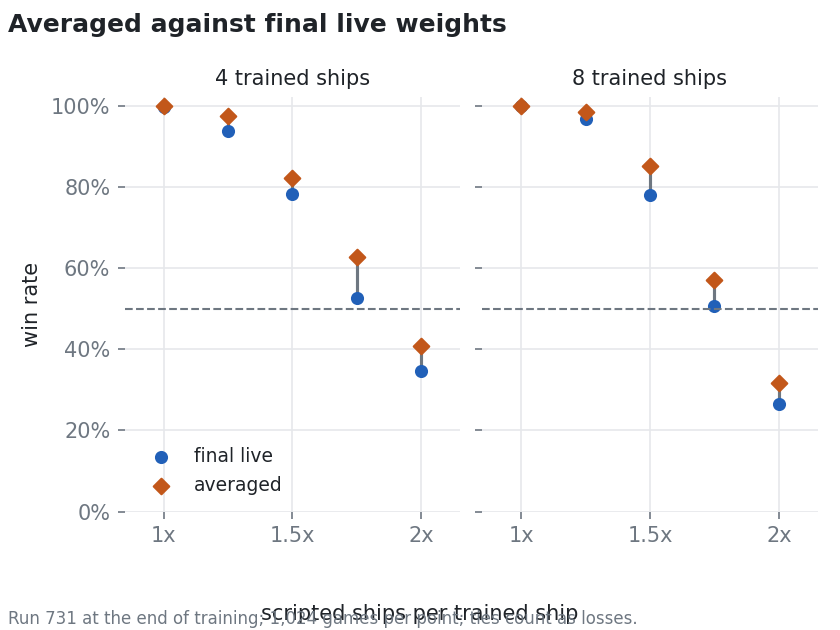 Averaged against final live weights
4 trained ships
8 trained ships
100%
80%
60%
40%
20%
0%
win rate
final live
averaged
1x
1.5x
2x
1x
1.5x
2x
scripted ships per trained ship
Run 731 at the end of training; 1,024 games per point, ties count as losses.